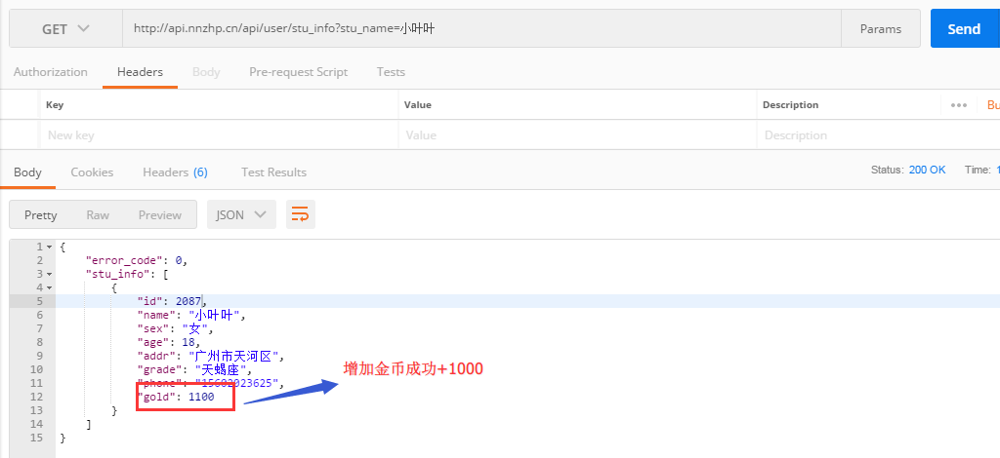 GET http://api.nnzhp.cn/api/user/stu_info?stu_name=小叶叶 Params Send
Authorization Headers Body Pre-request Script Tests
Key Value Description ••• Bu
New key Value Description
Body Cookies Headers (6) Test Results Status: 200 OK Time: 1
Pretty Raw Preview JSON
1 {
2 "error_code": 0,
3 "stu_info": [
4 {
5 "id": 2087,
6 "name": "小叶叶",
7 "sex": "女",
8 "age": 18,
9 "addr": "广州市天河区",
10 "grade": "天蝎座",
11 "phone": "15602023625",
12 "gold": 1100
13 }
14 ]
15 }
增加金币成功+1000